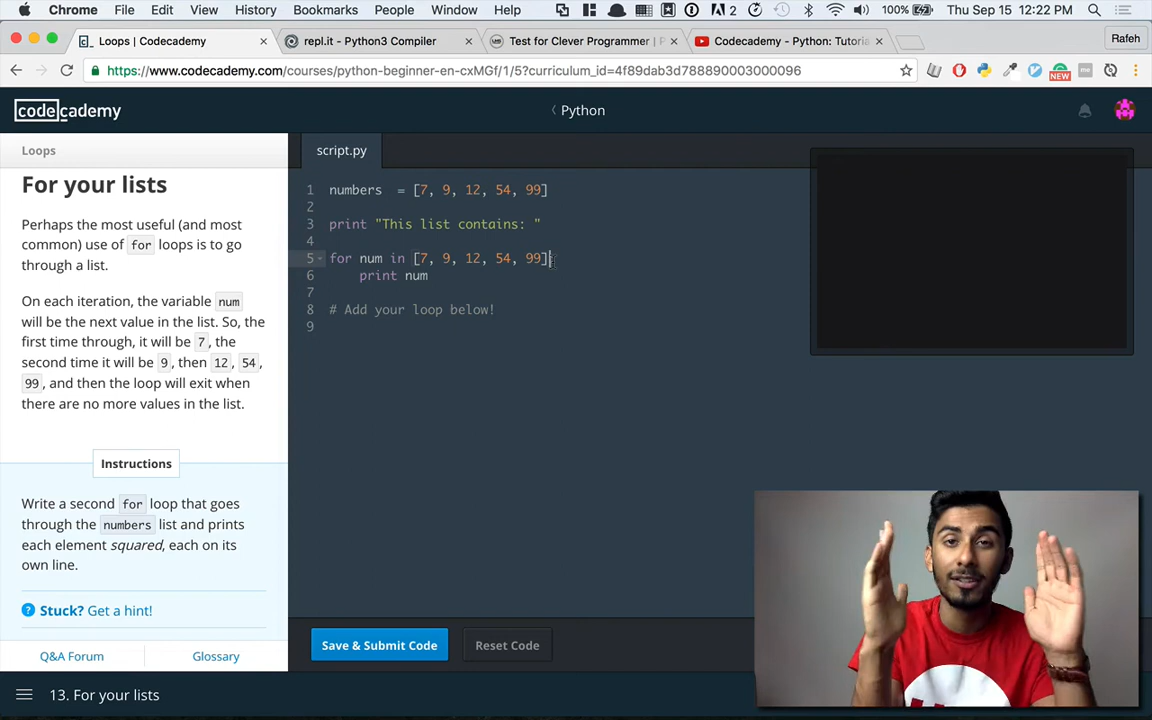 Chrome File Edit View History Bookmarks People Window Help 2 100% Thu Sep 15 12:22 PM
Loops | Codecademy × repl.it - Python3 Compiler × Test for Clever Programmer | P × Codecademy - Python: Tutoria × Rafeh
https://www.codecademy.com/courses/python-beginner-en-cxMGf/1/5?curriculum_id=4f89dab3d788890003000096
NEW
codecademy
Python
Loops
For your lists
Perhaps the most useful (and most
common) use of for loops is to go
through a list.
On each iteration, the variable num
will be the next value in the list. So, the
first time through, it will be 7, the
second time it will be 9, then 12, 54,
99, and then the loop will exit when
there are no more values in the list.
Instructions
Write a second for loop that goes
through the numbers list and prints
each element squared, each on its
own line.
? Stuck? Get a hint!
Q&A Forum Glossary
script.py
1 numbers = [7, 9, 12, 54, 99]
2
3 print "This list contains: "
4
5 for num in [7, 9, 12, 54, 99]
6 print num
7
8 # Add your loop below!
9
Save & Submit Code Reset Code
13. For your lists